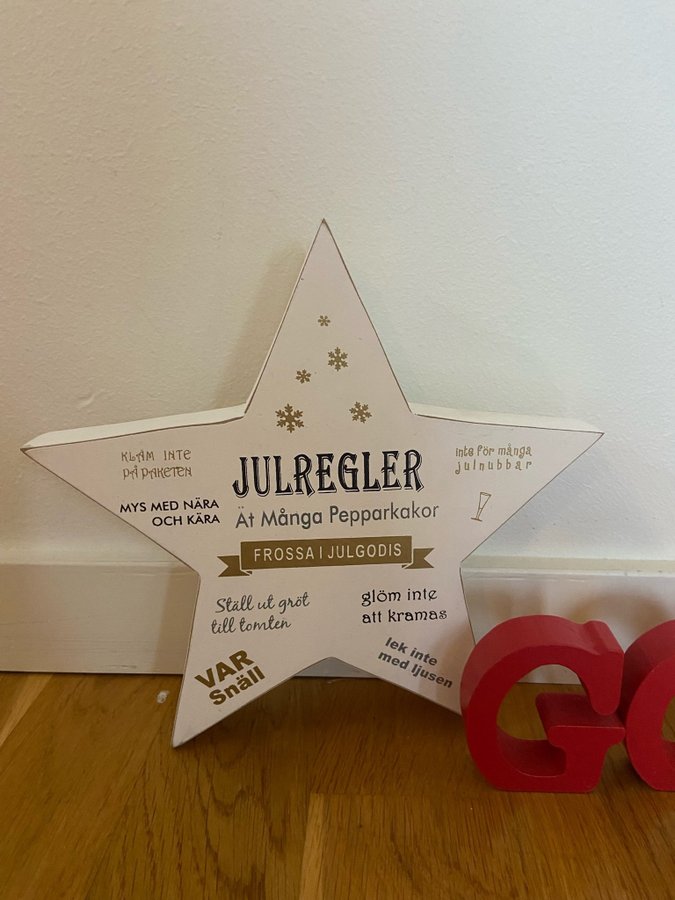 KLÄM INTE
PÅ PAKETEN
MYS MED NÄRA
OCH KÄRA
JULREGLER
Ät Många Pepparkakor
FROSSA I JULGODIS
inte för många
julnubbar
Ställ ut gröt
till tomten
glöm inte
att kramas
VAR
Snäll
lek inte
med ljusen
GO